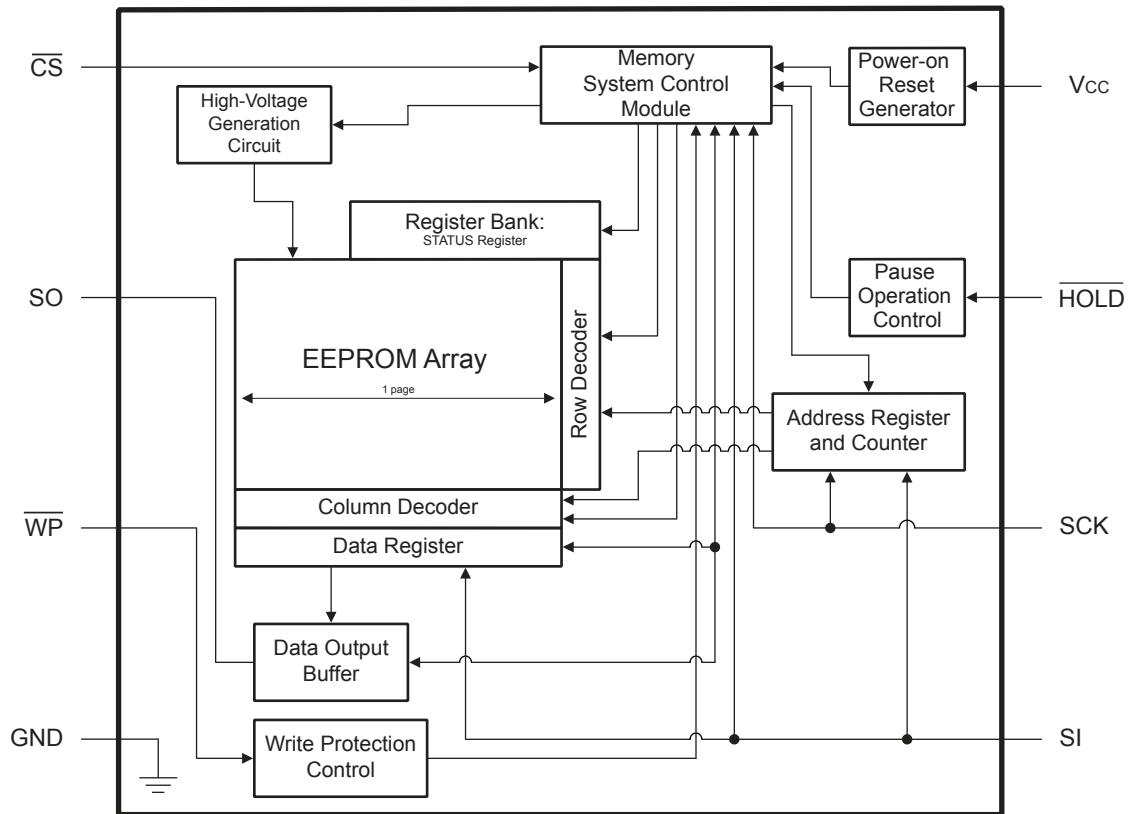 CS
Memory
System Control
Module
Power-on
Reset
Generator
VCC
High-Voltage
Generation
Circuit
Register Bank:
STATUS Register
SO
Pause
Operation
Control
HOLD
EEPROM Array
1 page
Row Decoder
Address Register
and Counter
Column Decoder
WP
SCK
Data Register
Data Output
Buffer
GND
Write Protection
Control
SI